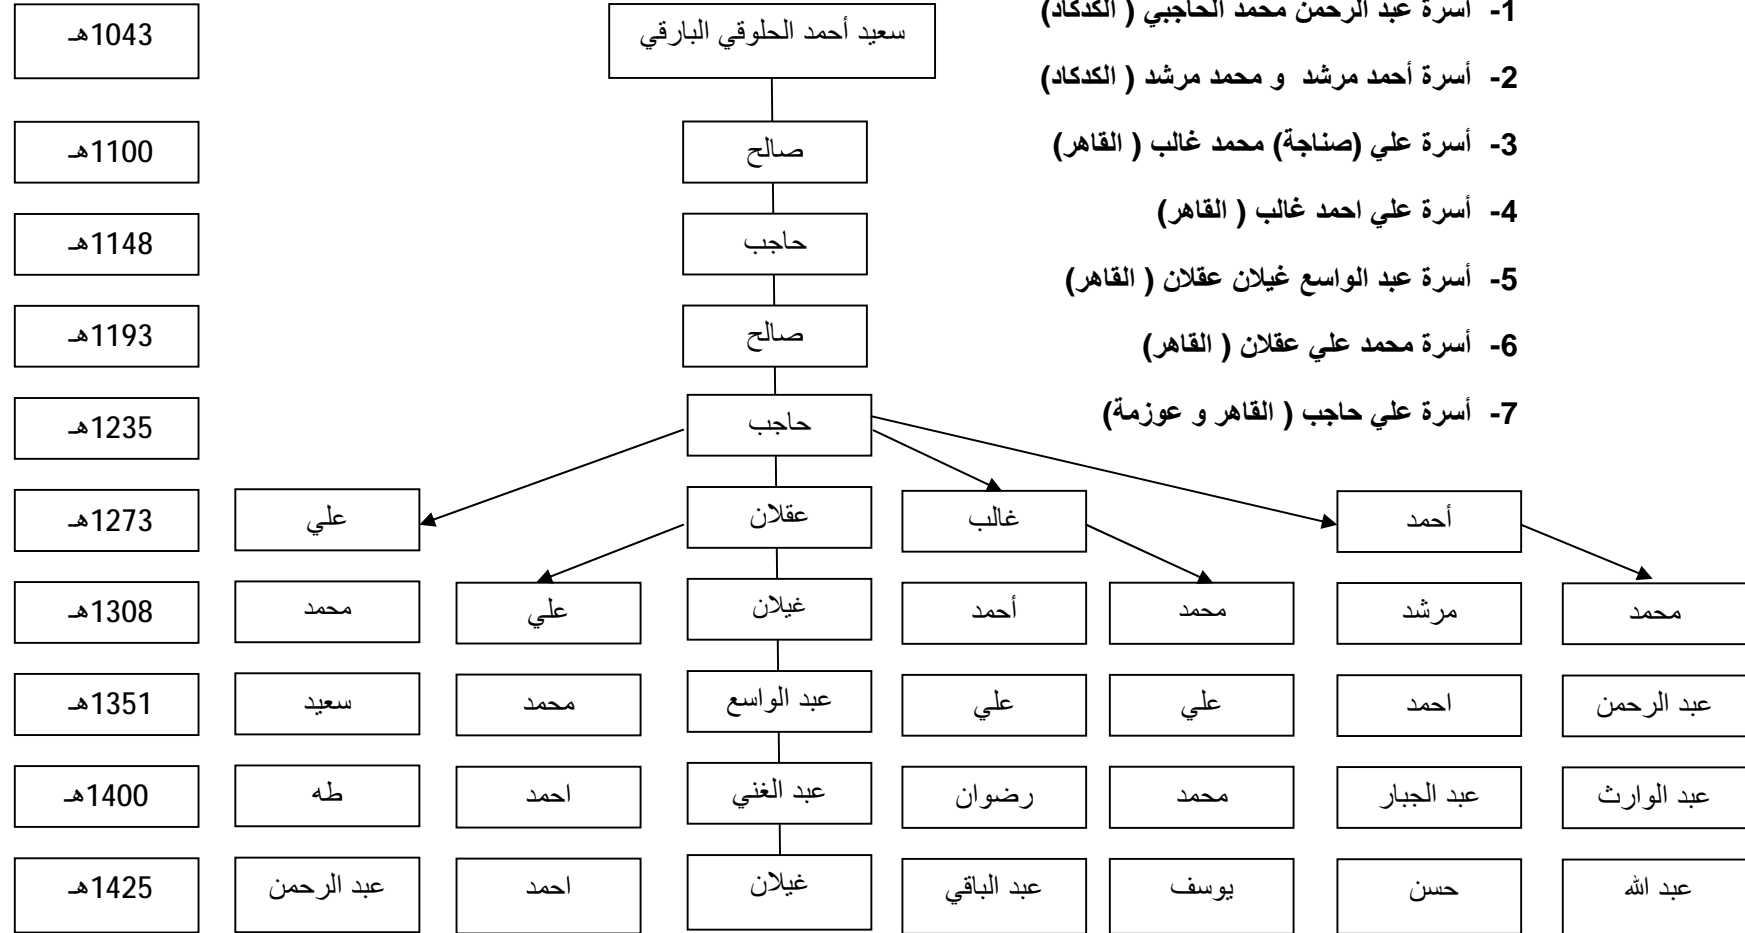 1- أسرة عبد الرحمن محمد الحاجبي ( الكدكاد)
2- أسرة أحمد مرشد و محمد مرشد ( الكدكاد)
3- أسرة علي (صناجة) محمد غالب ( القاهر)
4- أسرة علي احمد غالب ( القاهر)
5- أسرة عبد الواسع غيلان عقلان ( القاهر)
6- أسرة محمد علي عقلان ( القاهر)
7- أسرة علي حاجب ( القاهر و عوزمة)
سعيد أحمد الحلوقي البارقي 1043هـ
صالح 1100هـ
حاجب 1148هـ
صالح 1193هـ
حاجب 1235هـ
أحمد غالب عقلان علي 1273هـ
محمد مرشد محمد أحمد غيلان علي محمد 1308هـ
عبد الرحمن احمد علي علي عبد الواسع محمد سعيد 1351هـ
عبد الوارث عبد الجبار محمد رضوان عبد الغني احمد طه 1400هـ
عبد الله حسن يوسف عبد الباقي غيلان احمد عبد الرحمن 1425هـ